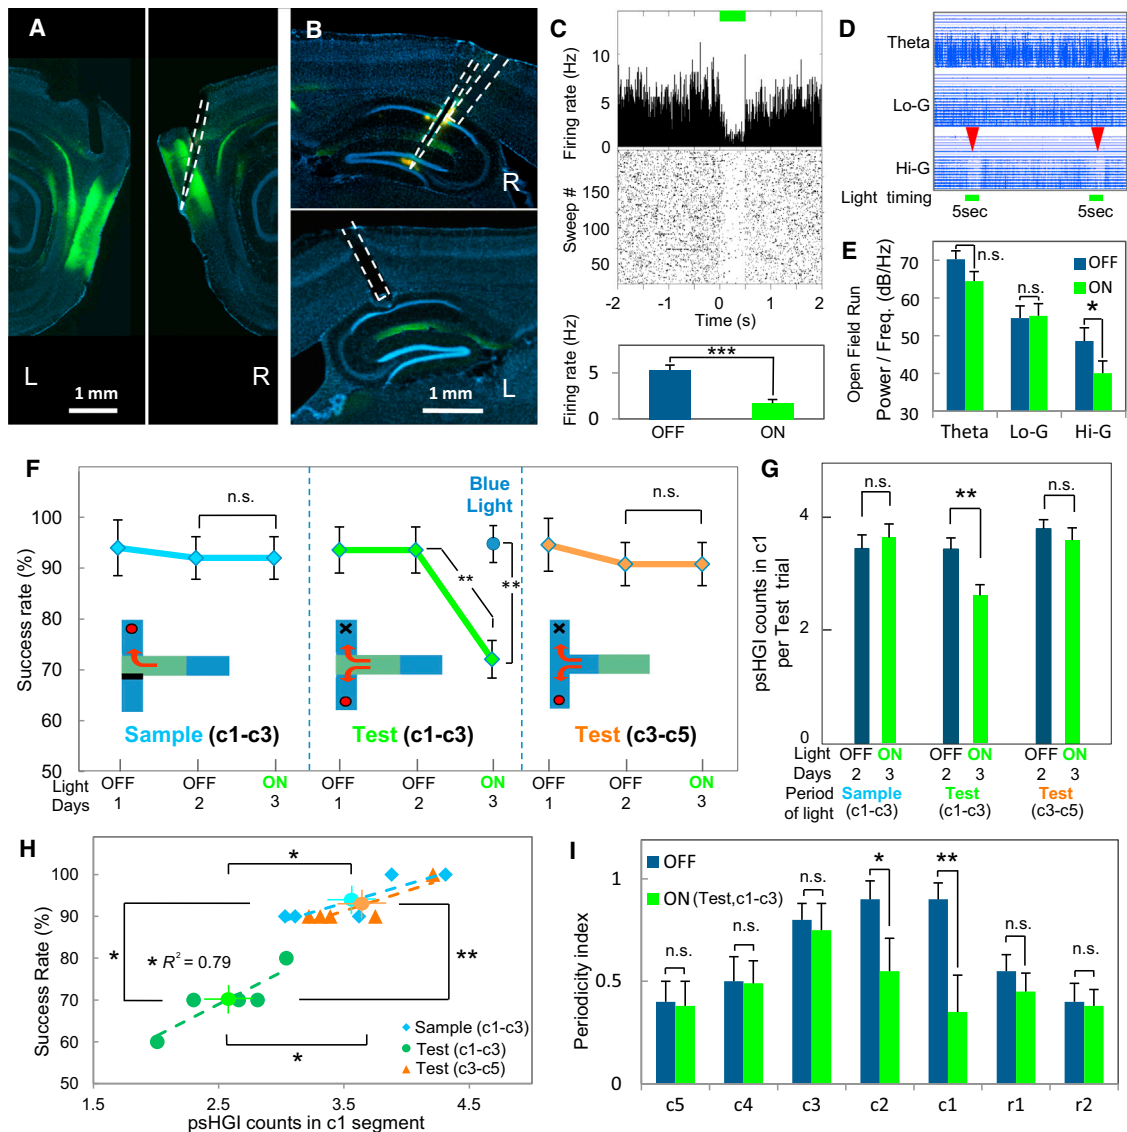 A
L
R
1 mm
B
R
L
1 mm
C
Firing rate (Hz)
10
5
0
Sweep #
150
100
50
-2 -1 0 1 2
Time (s)
Firing rate (Hz)
5
0
***
OFF ON
D
Theta
Lo-G
Hi-G
Light timing
5sec 5sec
E
Open Field Run
Power / Freq. (dB/Hz)
70
60
50
40
30
n.s.
n.s.
*
OFF
ON
Theta Lo-G Hi-G
F
Success rate (%)
100
90
80
70
60
50
n.s.
Blue
Light
**
**
n.s.
Sample (c1-c3)
Test (c1-c3)
Test (c3-c5)
Light OFF OFF ON OFF OFF ON OFF OFF ON
Days 1 2 3 1 2 3 1 2 3
G
psHGI counts in c1
per Test trial
4
2
0
n.s.
**
n.s.
Light OFF ON OFF ON OFF ON
Days 2 3 2 3 2 3
Period Sample Test Test
of light (c1-c3) (c1-c3) (c3-c5)
H
Success Rate (%)
100
90
80
70
60
50
*
*
* R² = 0.79
**
*
Sample (c1-c3)
Test (c1-c3)
Test (c3-c5)
1.5 2.5 3.5 4.5
psHGI counts in c1 segment
I
Periodicity index
1
0.5
0
OFF
ON (Test,c1-c3)
n.s.
n.s.
n.s.
*
**
n.s.
n.s.
c5 c4 c3 c2 c1 r1 r2